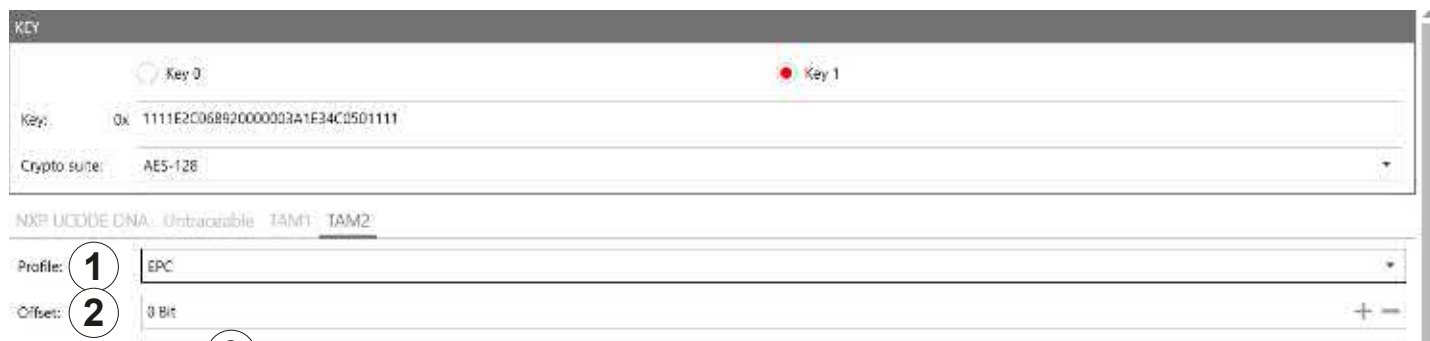 KEY
Key 0 Key 1
Key: 0x 1111E2C068920000003A1E34C0501111
Crypto suite: AES-128
NXP UCODE DNA Untraceable TAM1 TAM2
Profile: 1 EPC
Offset: 2 0 Bit